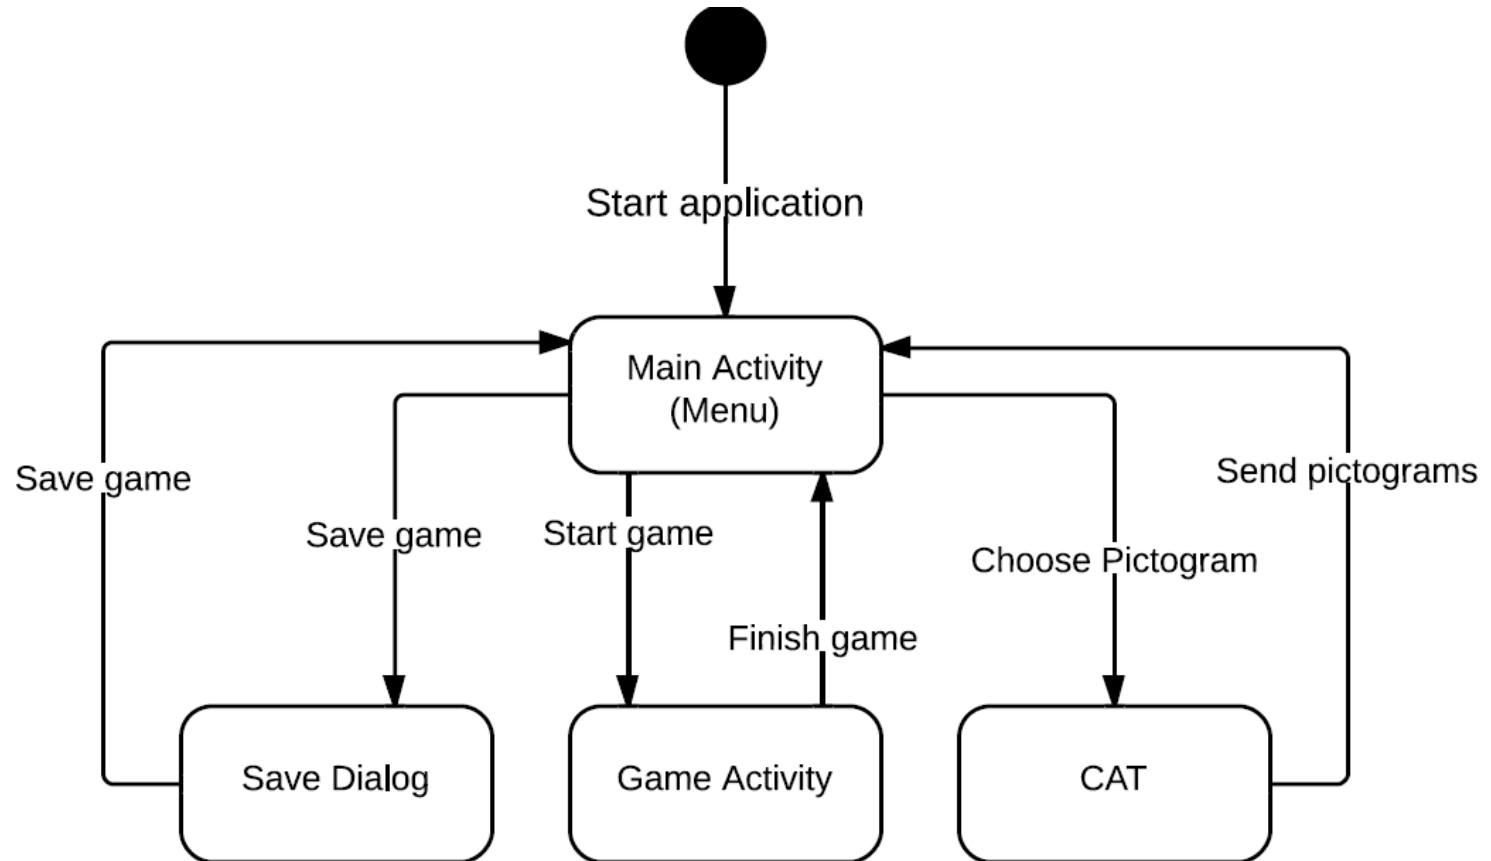 Start application
Main Activity
(Menu)
Save game
Send pictograms
Save game
Start game
Choose Pictogram
Finish game
Save Dialog
Game Activity
CAT